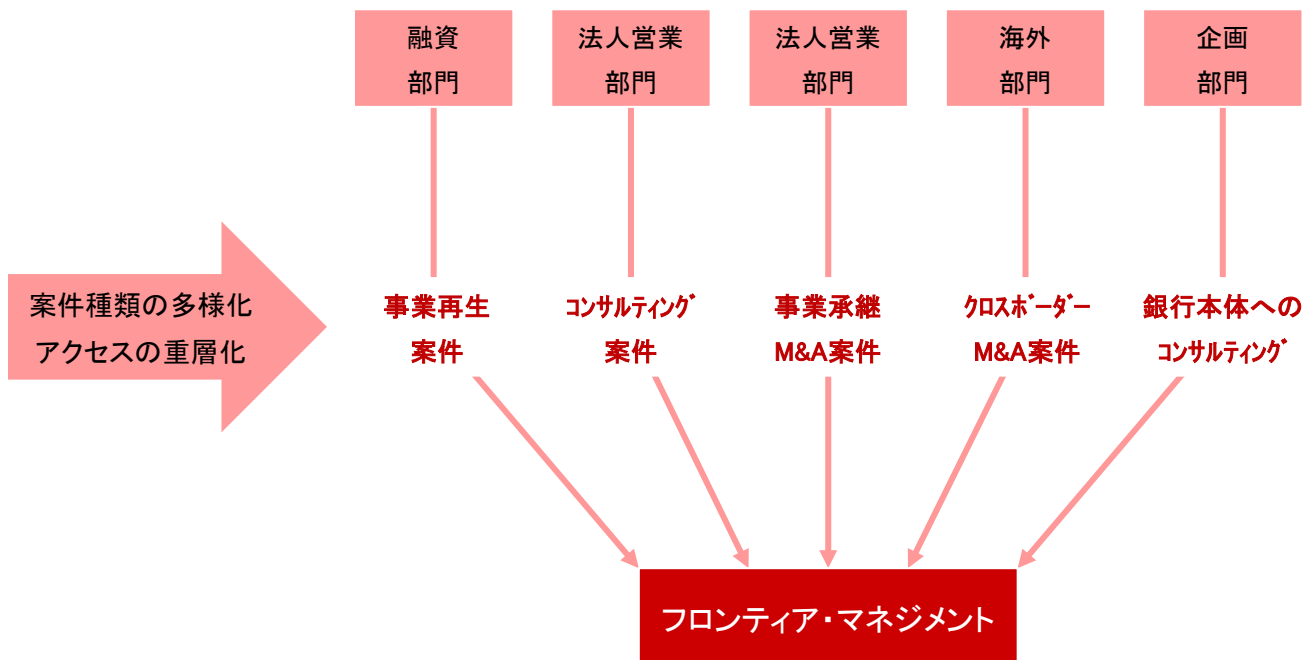 融資
部門
法人営業
部門
法人営業
部門
海外
部門
企画
部門
案件種類の多様化
アクセスの重層化
事業再生
案件
ｺﾝｻﾙﾃｨﾝｸﾞ
案件
事業承継
M&A案件
ｸﾛｽﾎﾞｰﾀﾞｰ
M&A案件
銀行本体への
ｺﾝｻﾙﾃｨﾝｸﾞ
フロンティア・マネジメント